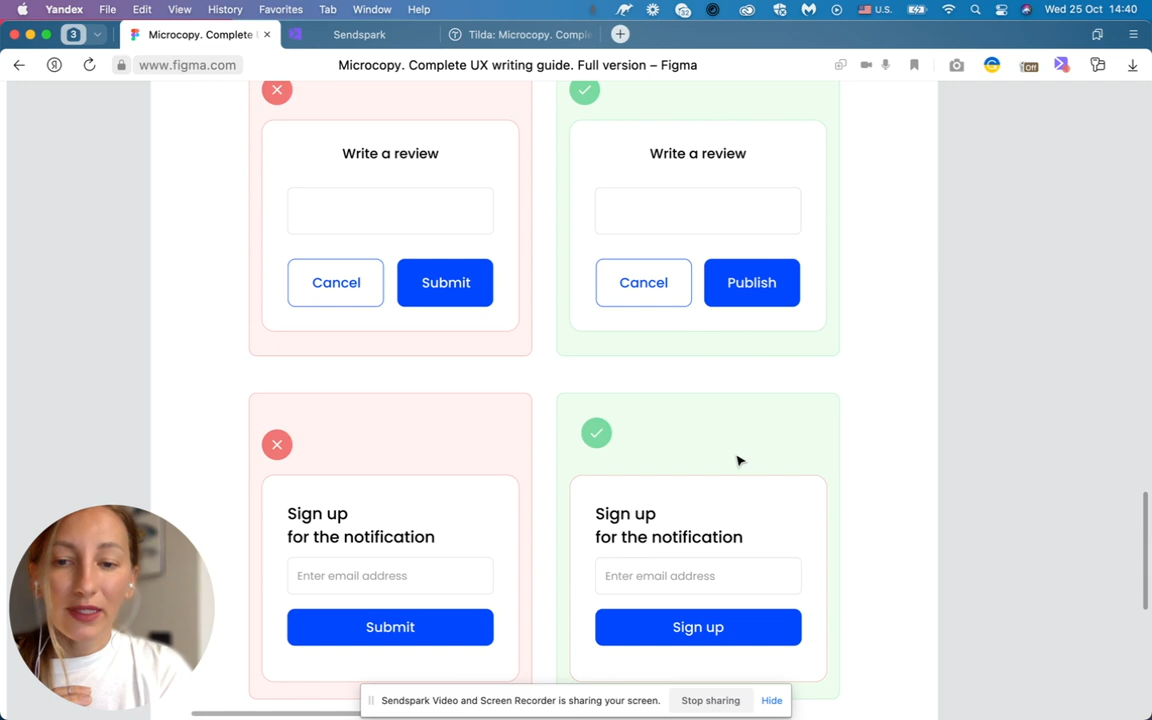 Yandex File Edit View History Favorites Tab Window Help U.S. Wed 25 Oct 14:40
3 Microcopy. Complete Sendspark Tilda: Microcopy. Comple
www.figma.com Microcopy. Complete UX writing guide. Full version – Figma
Write a review
Write a review
Cancel
Submit
Cancel
Publish
Sign up
for the notification
Enter email address
Submit
Sign up
for the notification
Enter email address
Sign up
Sendspark Video and Screen Recorder is sharing your screen. Stop sharing Hide